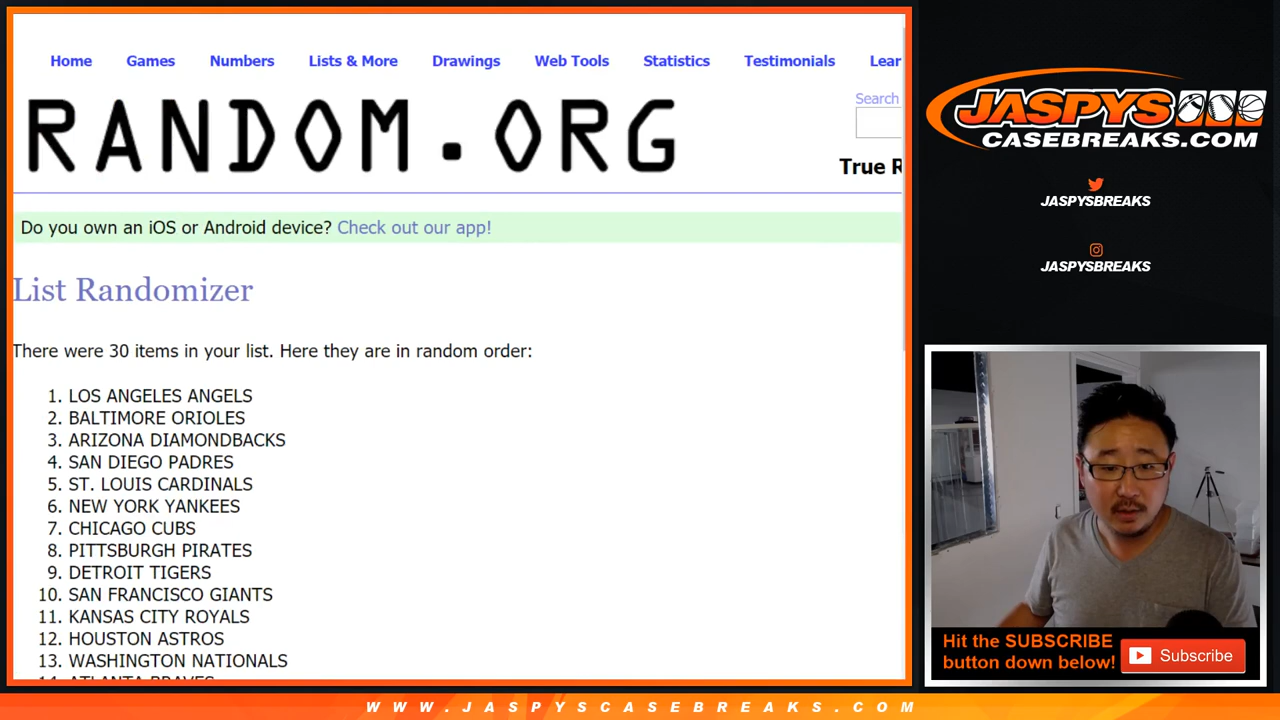 Home Games Numbers Lists & More Drawings Web Tools Statistics Testimonials Lear
RANDOM.ORG
Search
True R
Do you own an iOS or Android device? Check out our app!
List Randomizer
There were 30 items in your list. Here they are in random order:
1. LOS ANGELES ANGELS
2. BALTIMORE ORIOLES
3. ARIZONA DIAMONDBACKS
4. SAN DIEGO PADRES
5. ST. LOUIS CARDINALS
6. NEW YORK YANKEES
7. CHICAGO CUBS
8. PITTSBURGH PIRATES
9. DETROIT TIGERS
10. SAN FRANCISCO GIANTS
11. KANSAS CITY ROYALS
12. HOUSTON ASTROS
13. WASHINGTON NATIONALS
14. ATLANTA BRAVES
JASPYS
CASEBREAKS.COM
JASPYSBREAKS
JASPYSBREAKS
Hit the SUBSCRIBE
button down below!
Subscribe
WWW.JASPYSCASEBREAKS.COM